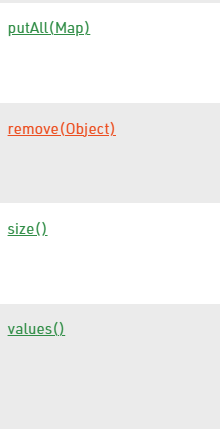 putAll(Map)
remove(Object)
size()
values()